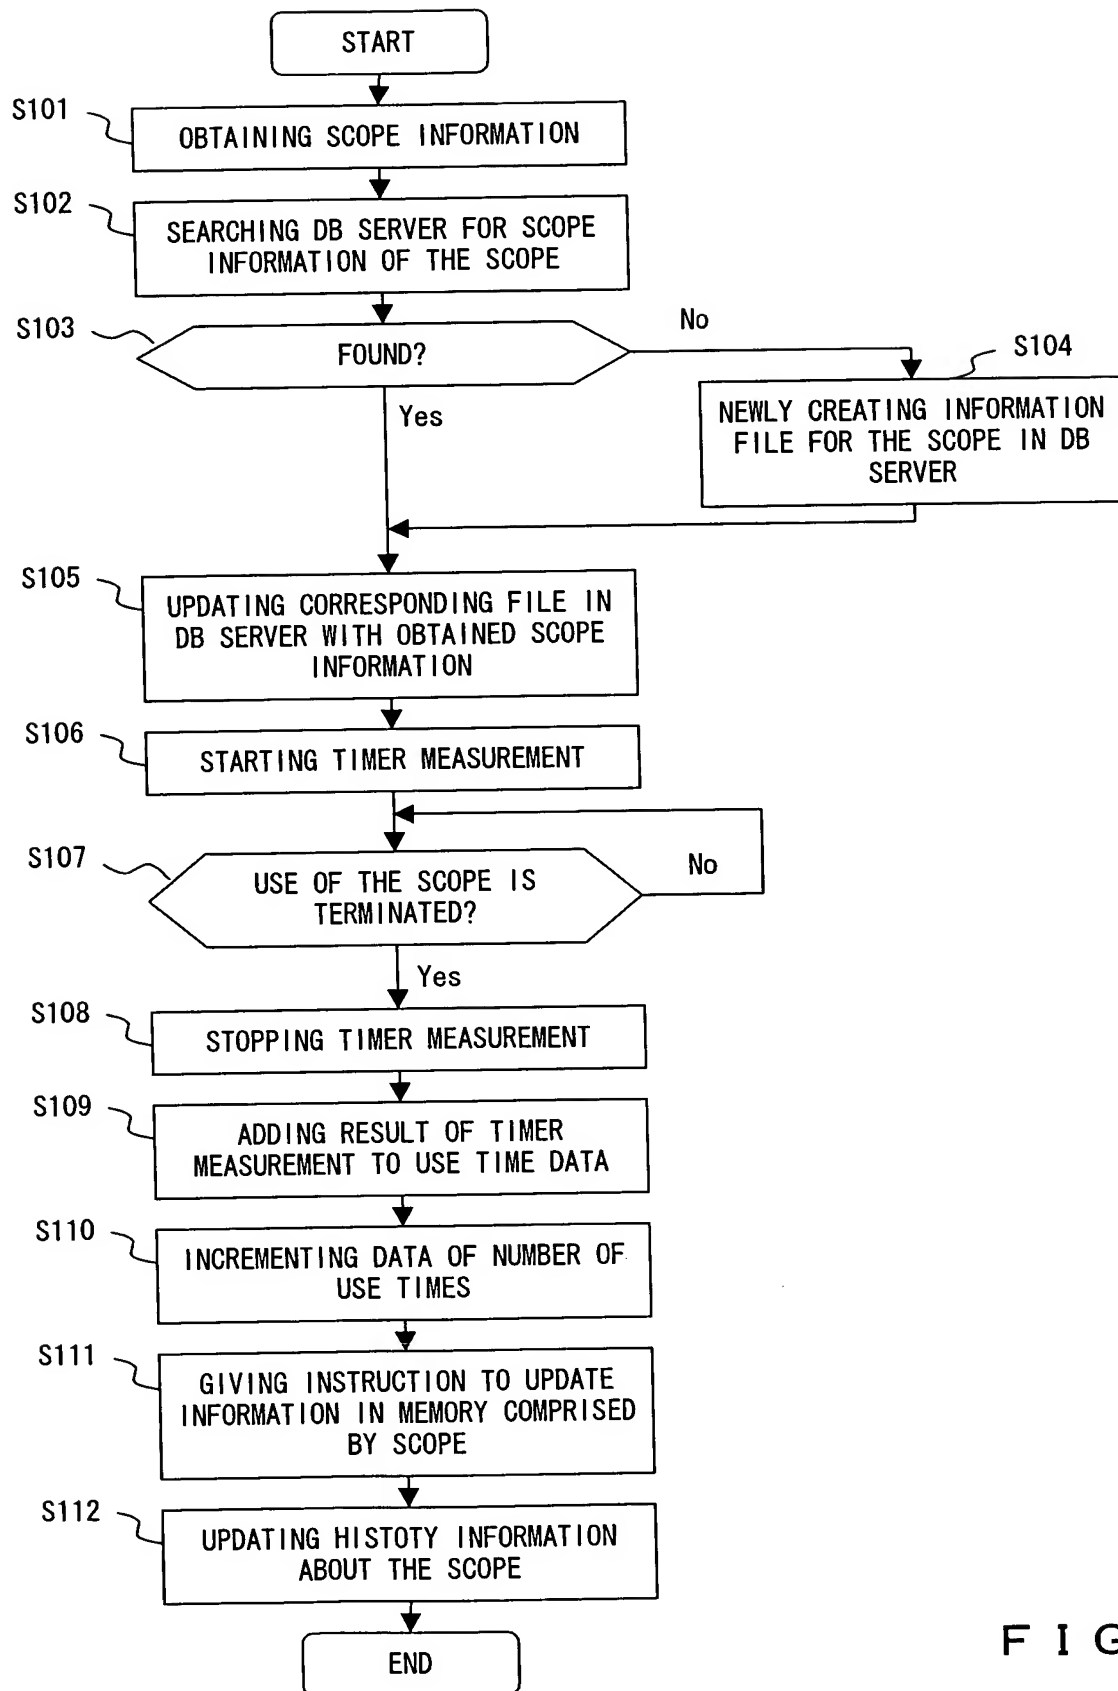 START
S101
OBTAINING SCOPE INFORMATION
S102
SEARCHING DB SERVER FOR SCOPE
INFORMATION OF THE SCOPE
S103
FOUND?
No
Yes
S104
NEWLY CREATING INFORMATION
FILE FOR THE SCOPE IN DB
SERVER
S105
UPDATING CORRESPONDING FILE IN
DB SERVER WITH OBTAINED SCOPE
INFORMATION
S106
STARTING TIMER MEASUREMENT
S107
USE OF THE SCOPE IS
TERMINATED?
No
Yes
S108
STOPPING TIMER MEASUREMENT
S109
ADDING RESULT OF TIMER
MEASUREMENT TO USE TIME DATA
S110
INCREMENTING DATA OF NUMBER OF
USE TIMES
S111
GIVING INSTRUCTION TO UPDATE
INFORMATION IN MEMORY COMPRISED
BY SCOPE
S112
UPDATING HISTOTY INFORMATION
ABOUT THE SCOPE
END
FIG